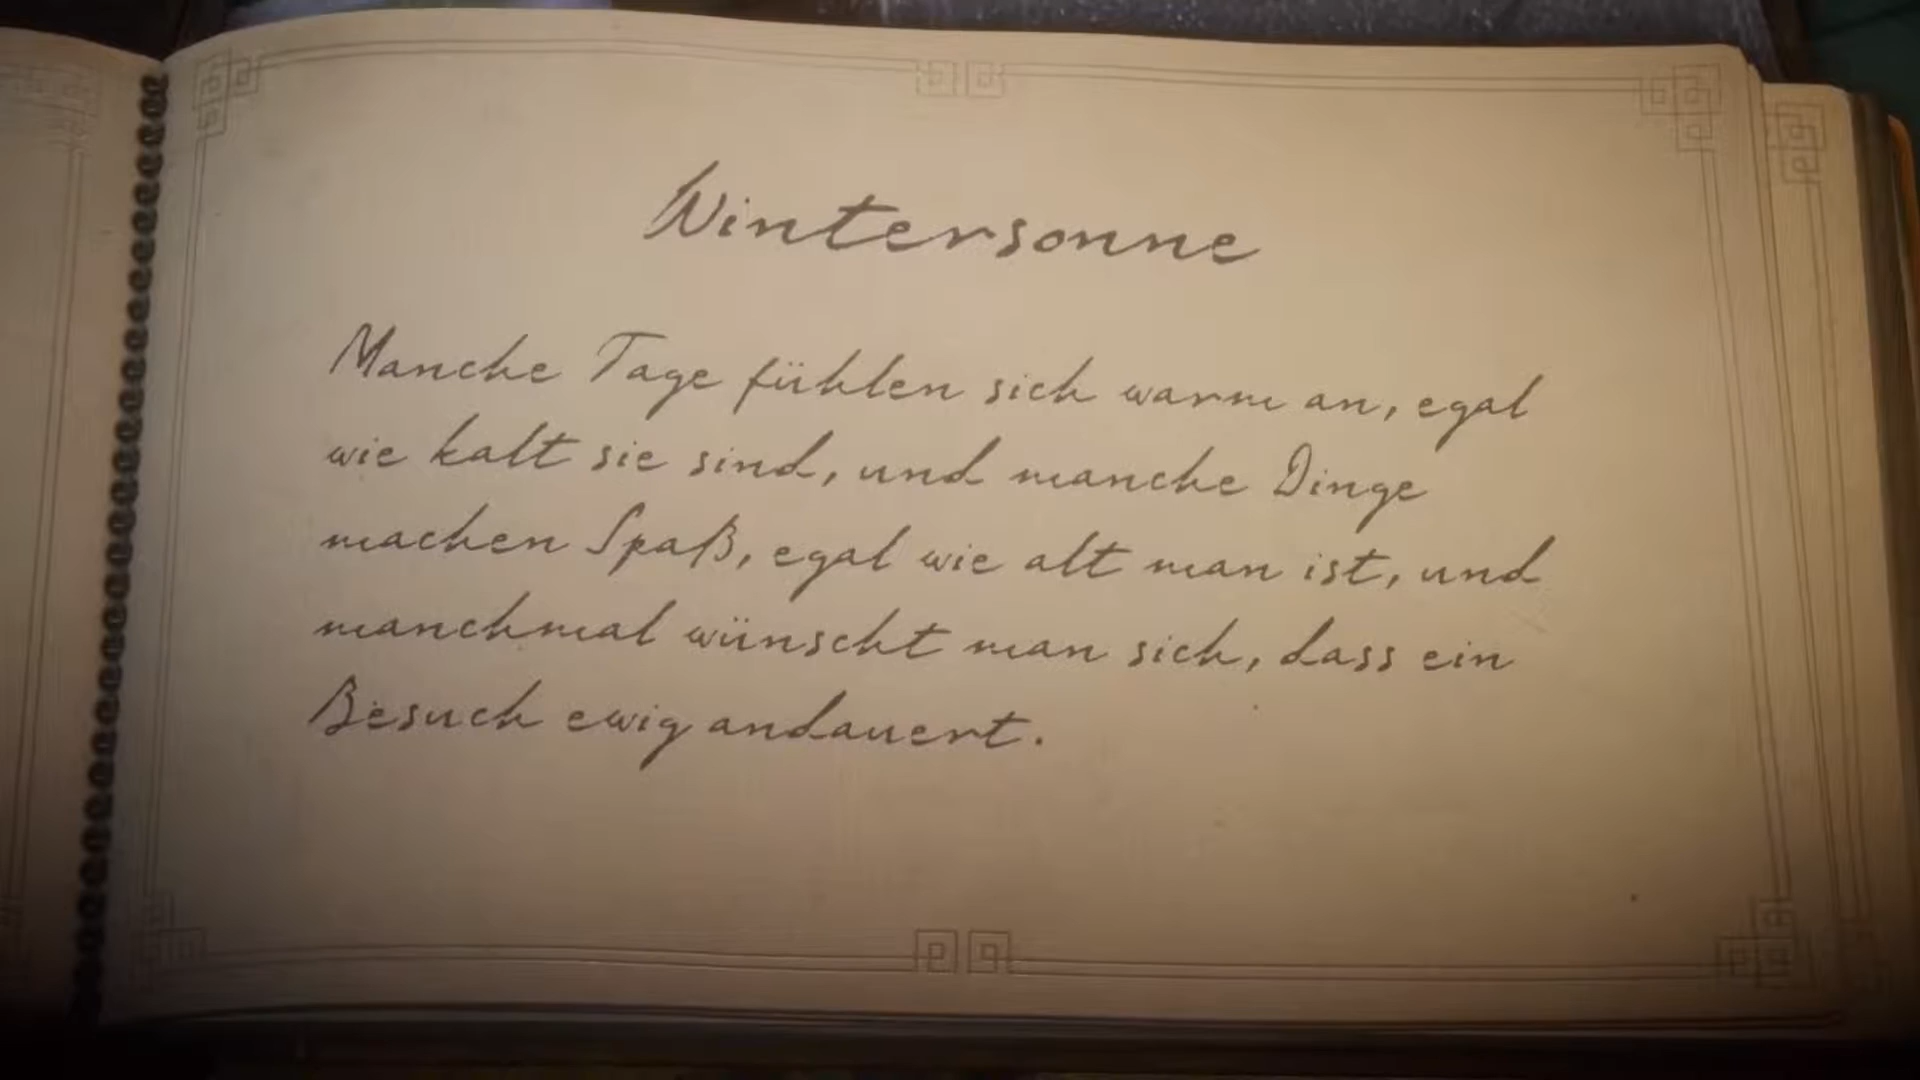 Wintersonne
Manche Tage fühlen sich warm an, egal
wie kalt sie sind, und manche Dinge
machen Spaß, egal wie alt man ist, und
manchmal wünscht man sich, dass ein
Besuch ewig andauert.